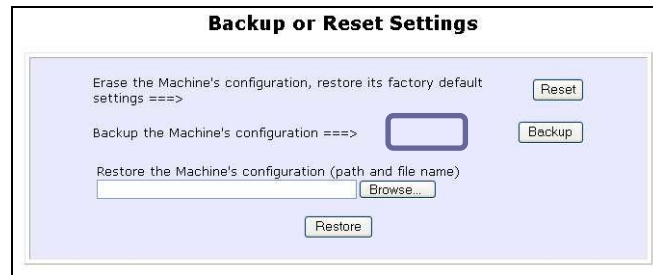 Backup or Reset Settings
Erase the Machine's configuration, restore its factory default
settings ===>
Reset
Backup the Machine's configuration ===>
Backup
Restore the Machine's configuration (path and file name)
Browse...
Restore